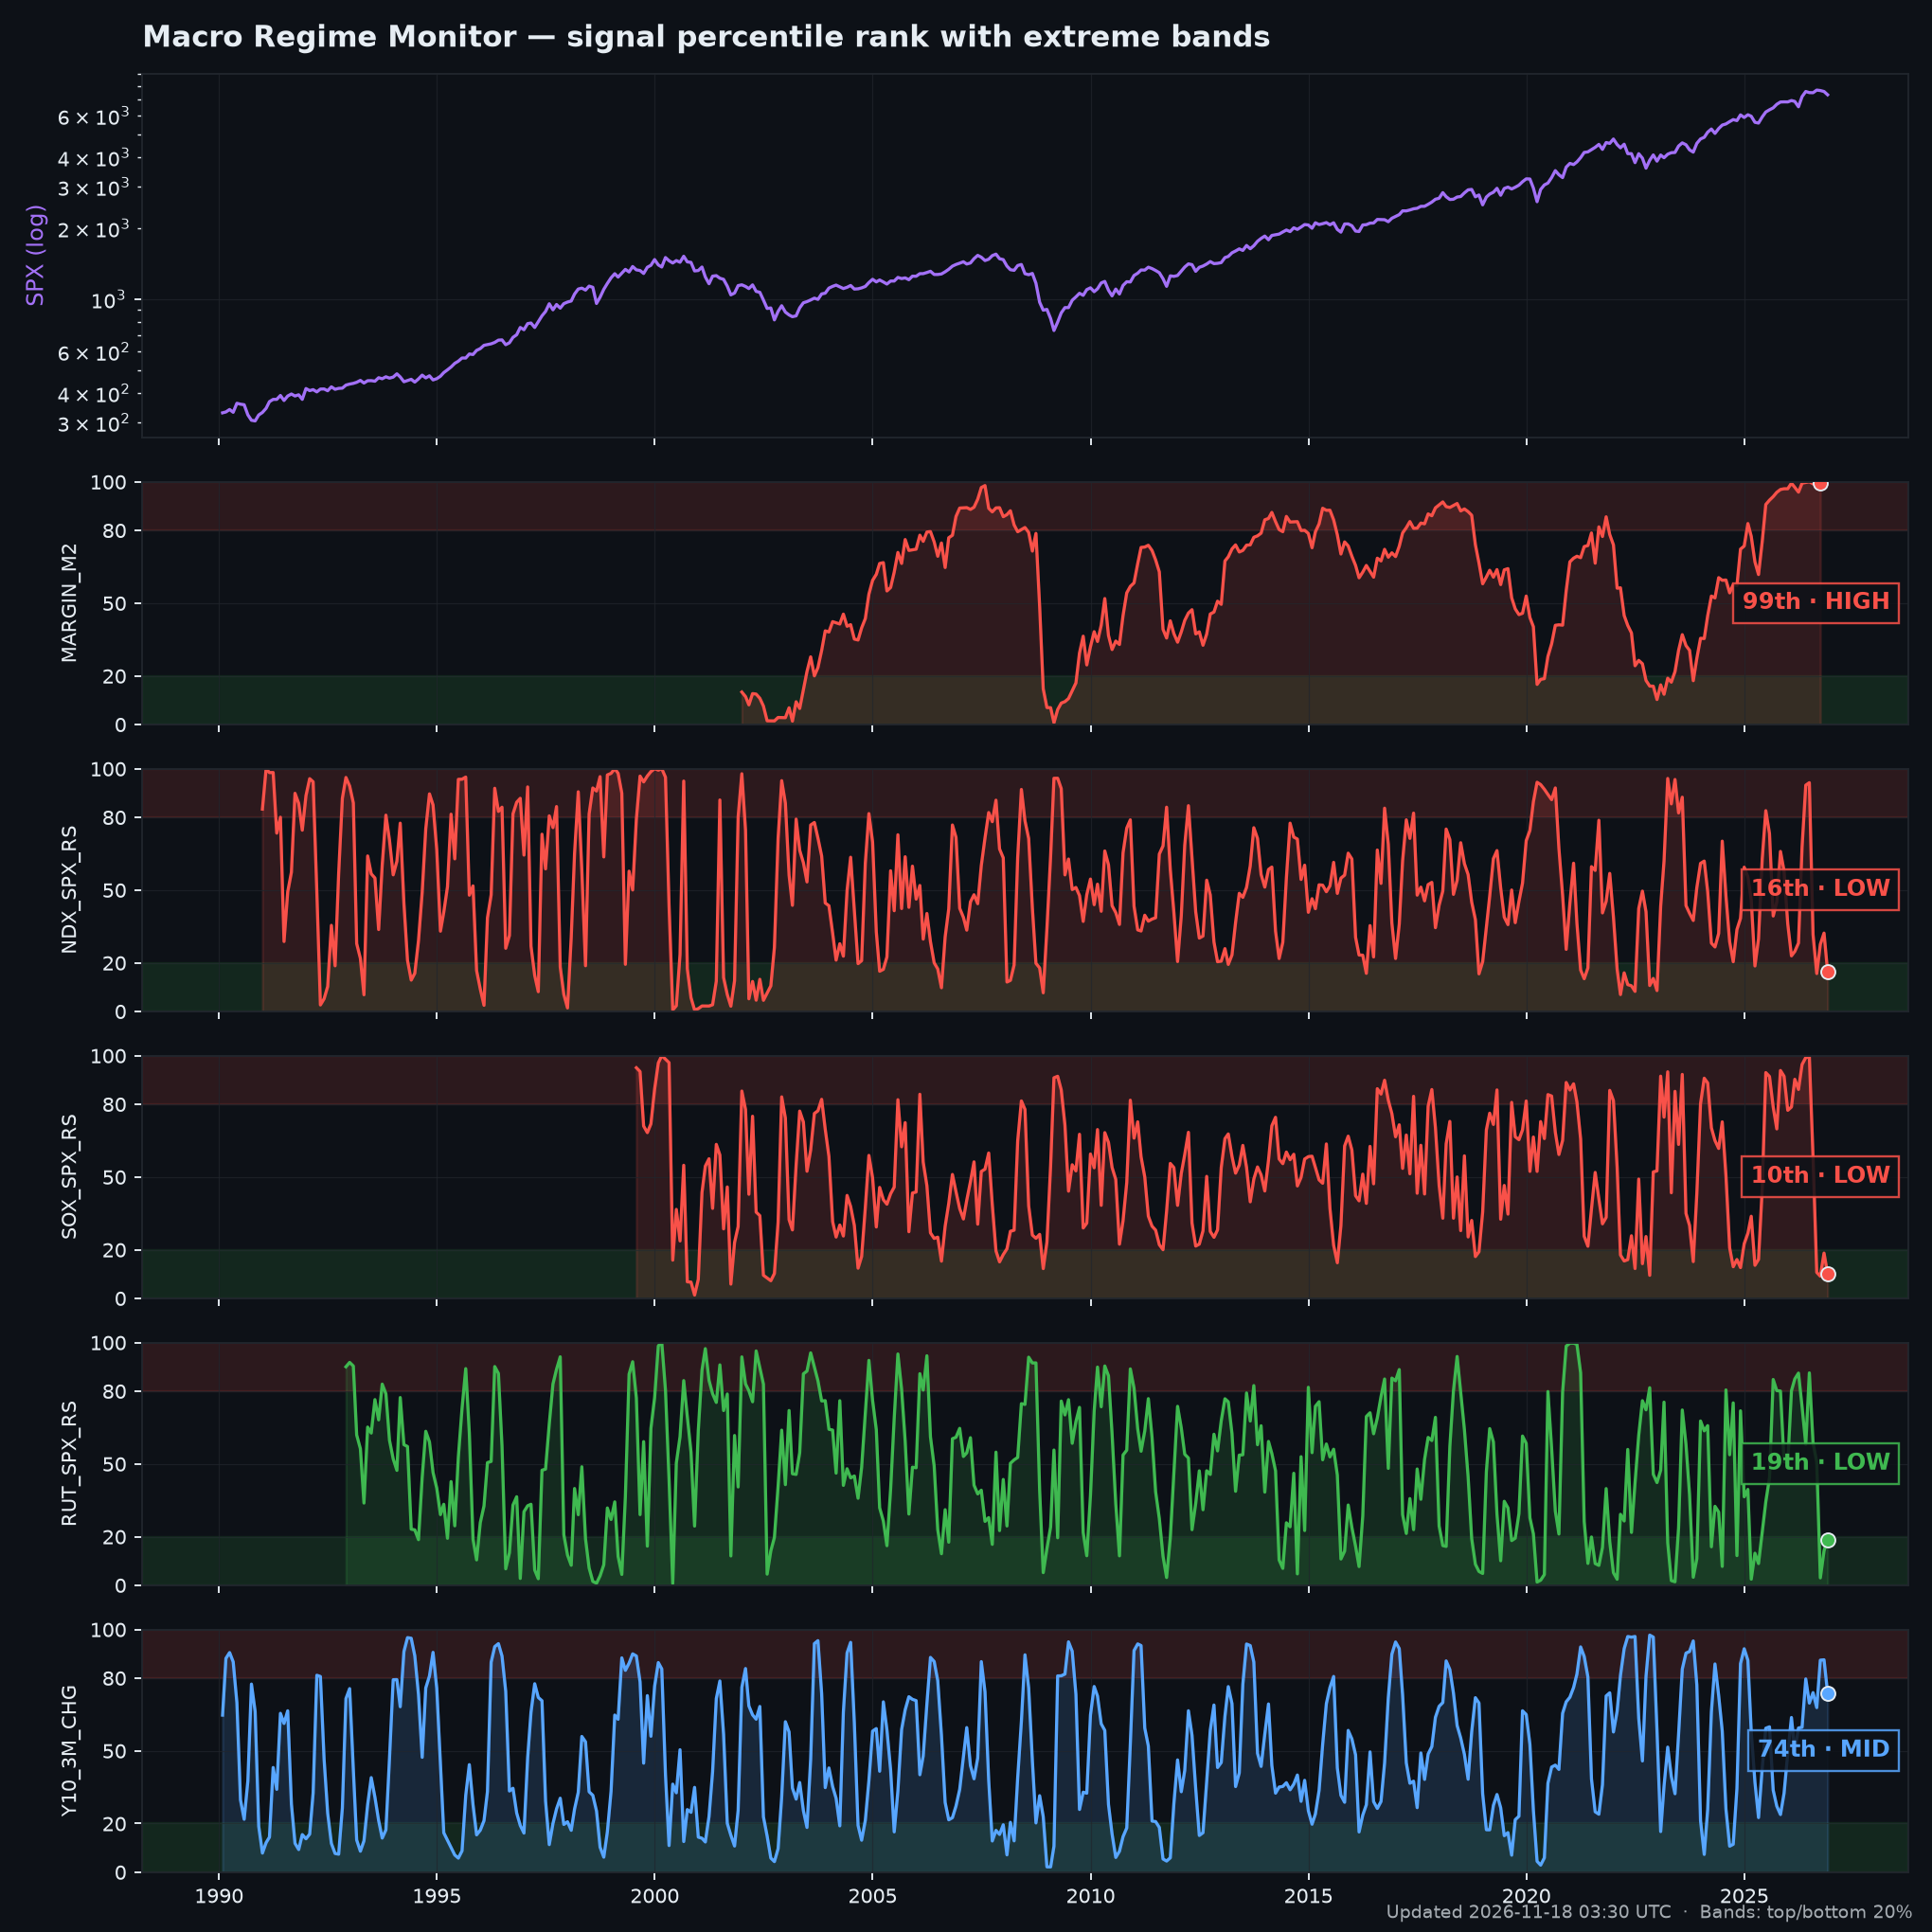 Macro Regime Monitor — signal percentile rank with extreme bands
6 × 10³
4 × 10³
3 × 10³
2 × 10³
10³
6 × 10²
4 × 10²
3 × 10²
SPX (log)
100
80
50
20
0
MARGIN_M2
99th · HIGH
100
80
50
20
0
NDX_SPX_RS
16th · LOW
100
80
50
20
0
SOX_SPX_RS
10th · LOW
100
80
50
20
0
RUT_SPX_RS
19th · LOW
100
80
50
20
0
Y10_3M_CHG
74th · MID
1990 1995 2000 2005 2010 2015 2020 2025
Updated 2026-11-18 03:30 UTC · Bands: top/bottom 20%